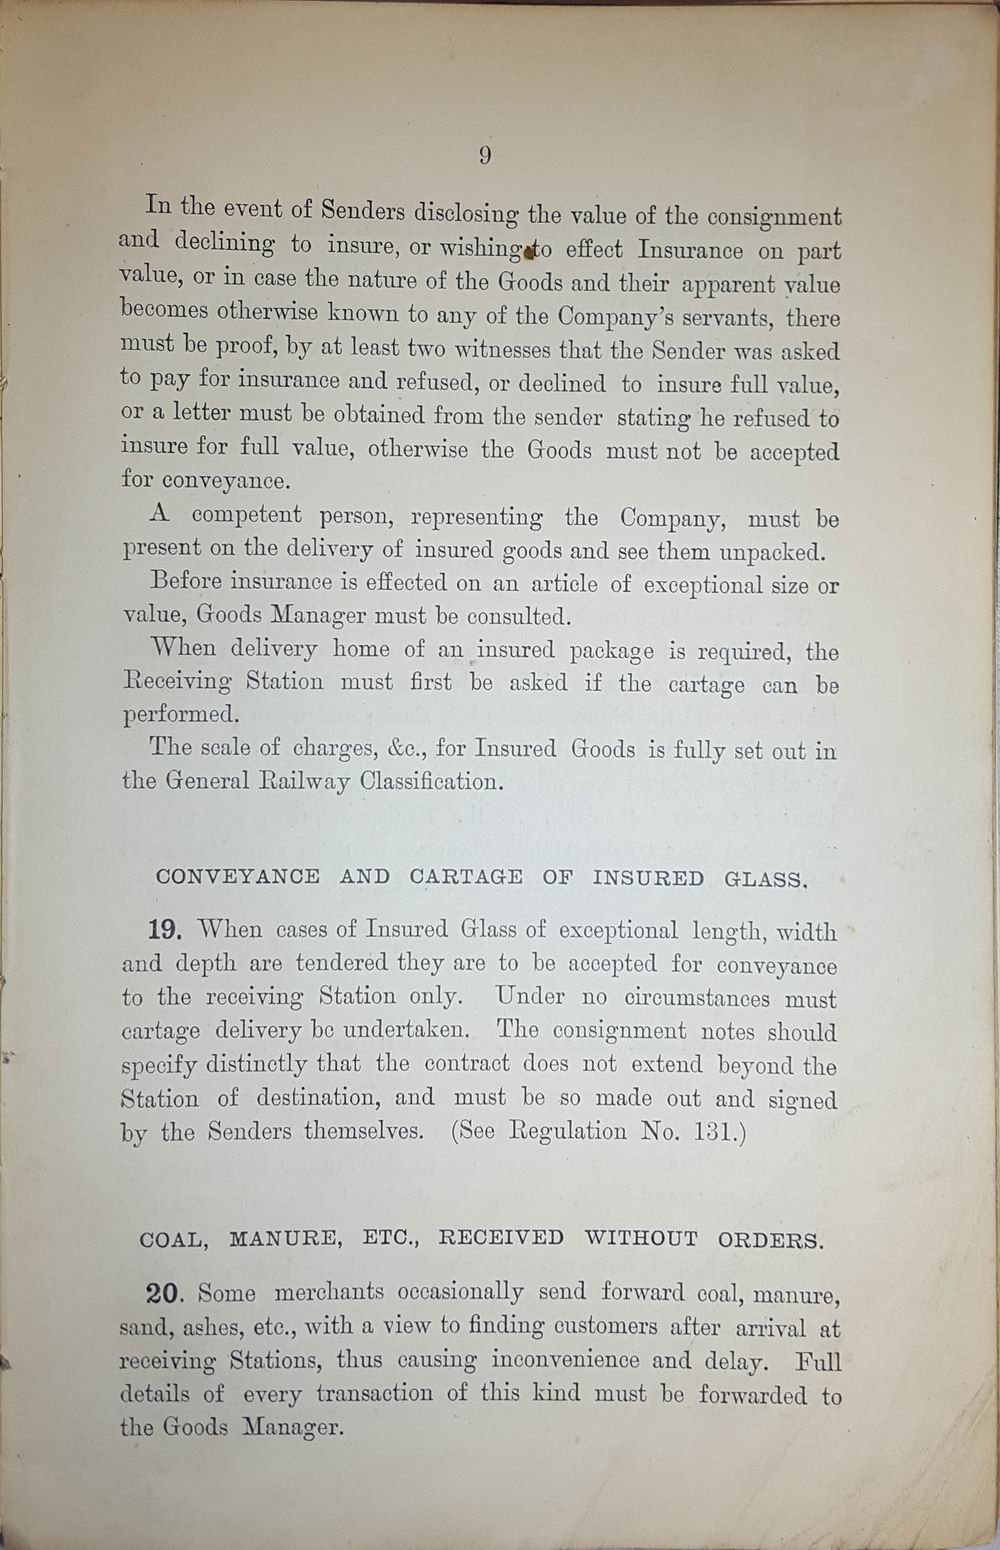 9
In the event of Senders disclosing the value of the consignment
and declining to insure, or wishing to effect Insurance on part
value, or in case the nature of the Goods and their apparent value
becomes otherwise known to any of the Company's servants, there
must be proof, by at least two witnesses that the Sender was asked
to pay for insurance and refused, or declined to insure full value,
or a letter must be obtained from the sender stating he refused to
insure for full value, otherwise the Goods must not be accepted
for conveyance.
A competent person, representing the Company, must be
present on the delivery of insured goods and see them unpacked.
Before insurance is effected on an article of exceptional size or
value, Goods Manager must be consulted.
When delivery home of an insured package is required, the
Receiving Station must first be asked if the cartage can be
performed.
The scale of charges, &c., for Insured Goods is fully set out in
the General Railway Classification.
CONVEYANCE AND CARTAGE OF INSURED GLASS.
19. When cases of Insured Glass of exceptional length, width
and depth are tendered they are to be accepted for conveyance
to the receiving Station only. Under no circumstances must
cartage delivery be undertaken. The consignment notes should
specify distinctly that the contract does not extend beyond the
Station of destination, and must be so made out and signed
by the Senders themselves. (See Regulation No. 131.)
COAL, MANURE, ETC., RECEIVED WITHOUT ORDERS.
20. Some merchants occasionally send forward coal, manure,
sand, ashes, etc., with a view to finding customers after arrival at
receiving Stations, thus causing inconvenience and delay. Full
details of every transaction of this kind must be forwarded to
the Goods Manager.